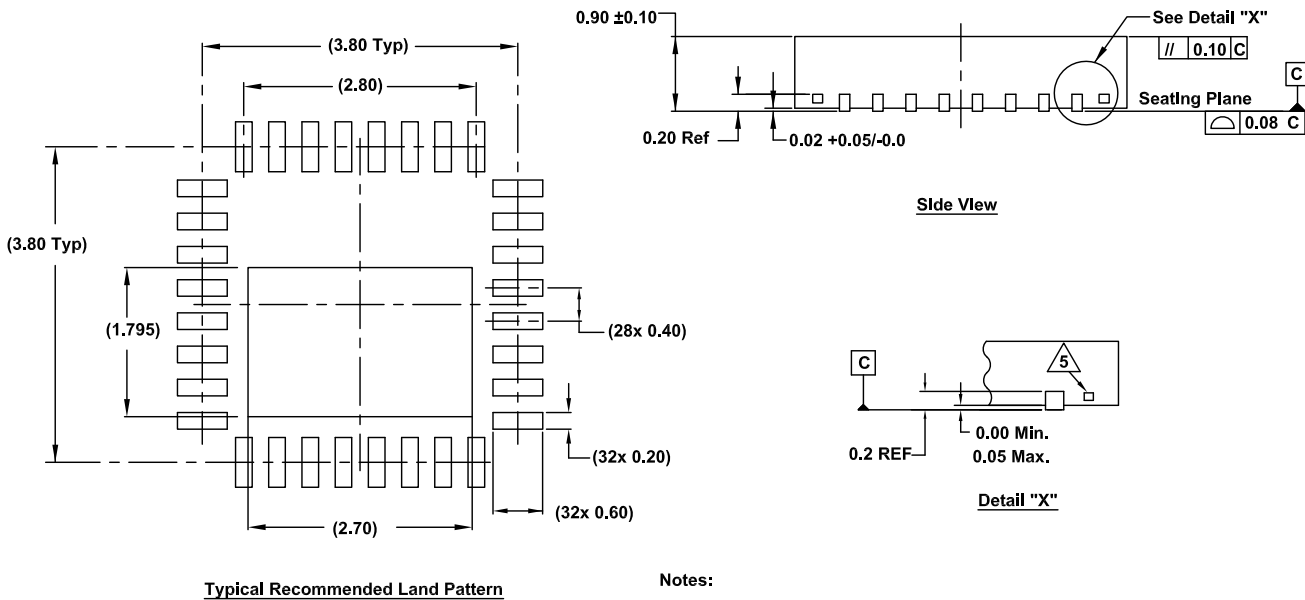 (3.80 Typ)
(2.80)
(3.80 Typ)
(1.795)
(28x 0.40)
(32x 0.20)
(32x 0.60)
(2.70)
Typical Recommended Land Pattern
0.90 ±0.10
See Detail "X"
// 0.10 C
C
Seating Plane
0.08 C
0.20 Ref
0.02 +0.05/-0.0
Side View
C
5
0.2 REF
0.00 Min.
0.05 Max.
Detail "X"
Notes: